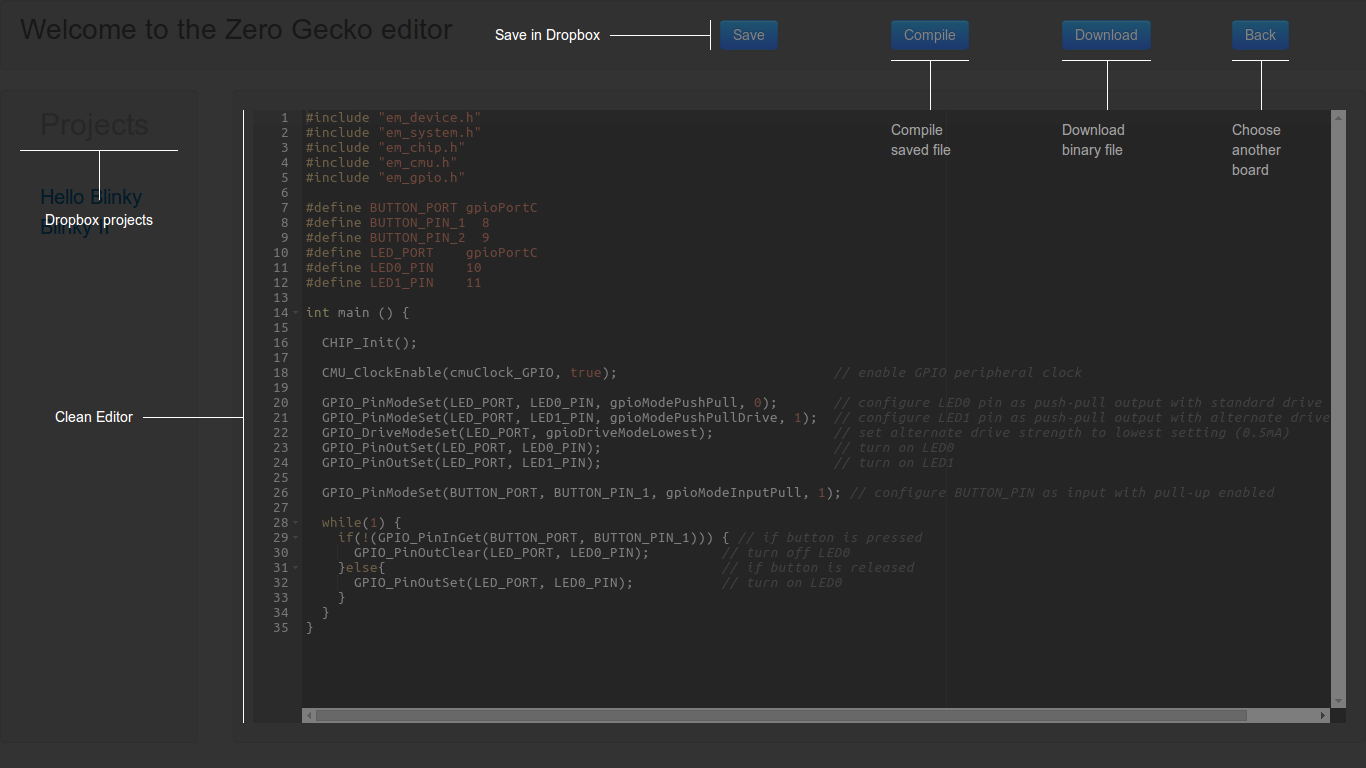 Welcome to the Zero Gecko editor
Save in Dropbox
Save
Compile
Download
Back
Compile
saved file
Download
binary file
Choose
another
board
Projects
Hello Blinky
Dropbox projects
Blinky II
Clean Editor
1 #include "em_device.h"
2 #include "em_system.h"
3 #include "em_chip.h"
4 #include "em_cmu.h"
5 #include "em_gpio.h"
6
7 #define BUTTON_PORT gpioPortC
8 #define BUTTON_PIN_1 8
9 #define BUTTON_PIN_2 9
10 #define LED_PORT gpioPortC
11 #define LED0_PIN 10
12 #define LED1_PIN 11
13
14 int main () {
15
16 CHIP_Init();
17
18 CMU_ClockEnable(cmuClock_GPIO, true); // enable GPIO peripheral clock
19
20 GPIO_PinModeSet(LED_PORT, LED0_PIN, gpioModePushPull, 0); // configure LED0 pin as push-pull output with standard drive
21 GPIO_PinModeSet(LED_PORT, LED1_PIN, gpioModePushPullDrive, 1); // configure LED1 pin as push-pull output with alternate drive
22 GPIO_DriveModeSet(LED_PORT, gpioDriveModeLowest); // set alternate drive strength to lowest setting (0.5mA)
23 GPIO_PinOutSet(LED_PORT, LED0_PIN); // turn on LED0
24 GPIO_PinOutSet(LED_PORT, LED1_PIN); // turn on LED1
25
26 GPIO_PinModeSet(BUTTON_PORT, BUTTON_PIN_1, gpioModeInputPull, 1); // configure BUTTON_PIN as input with pull-up enabled
27
28 while(1) {
29 if(!(GPIO_PinInGet(BUTTON_PORT, BUTTON_PIN_1))) { // if button is pressed
30 GPIO_PinOutClear(LED_PORT, LED0_PIN); // turn off LED0
31 }else{ // if button is released
32 GPIO_PinOutSet(LED_PORT, LED0_PIN); // turn on LED0
33 }
34 }
35 }